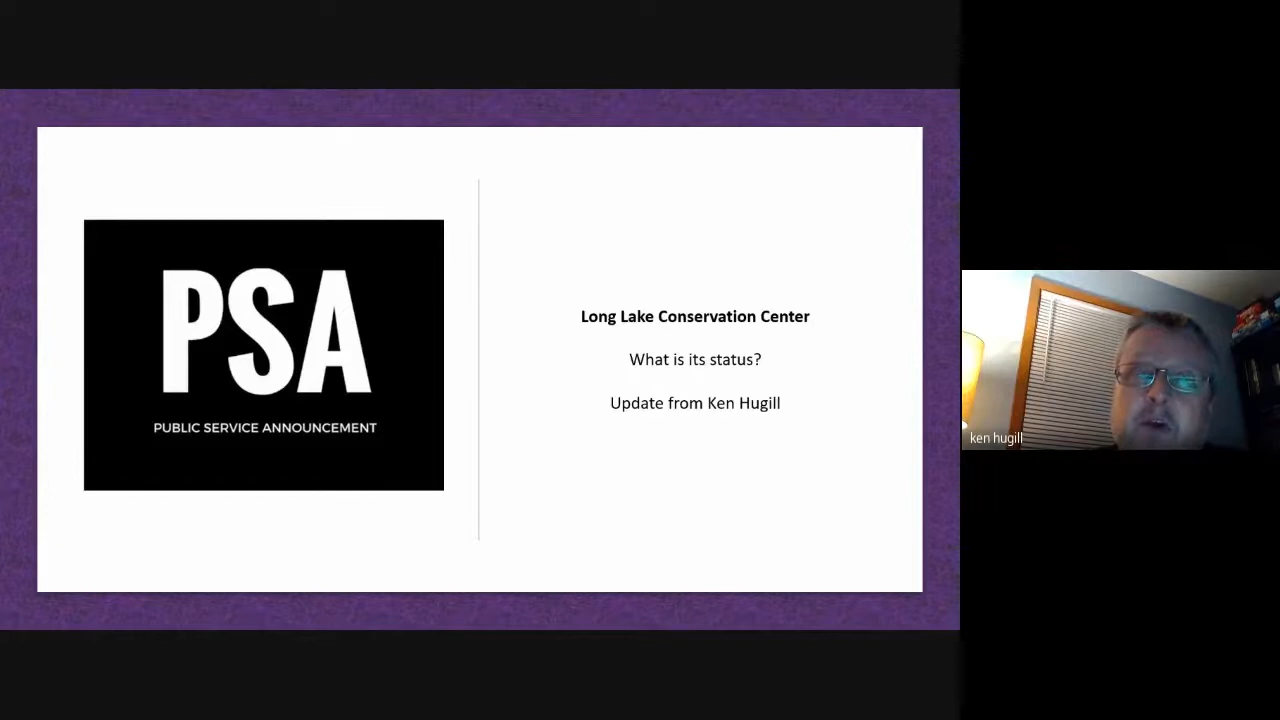 PSA
PUBLIC SERVICE ANNOUNCEMENT
Long Lake Conservation Center
What is its status?
Update from Ken Hugill
ken hugill